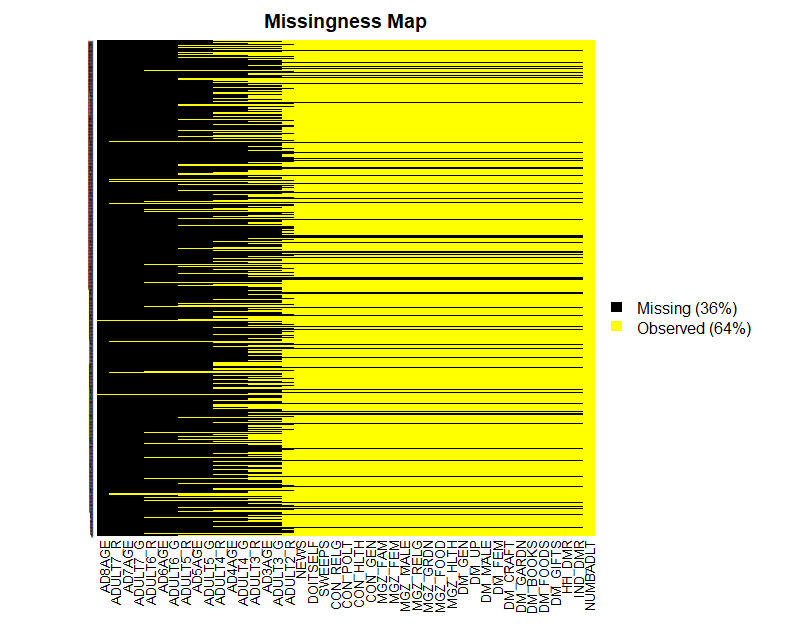 Missingness Map
Missing (36%)
Observed (64%)
AD8AGE
ADULT7_R
AD7AGE
ADULT7_G
ADULT6_R
AD6AGE
ADULT6_G
ADULT5_R
AD5AGE
ADULT5_G
ADULT4_R
AD4AGE
ADULT4_G
ADULT3_R
AD3AGE
ADULT3_G
ADULT2_R
NEWS
DOITSELF
SWEEPS
CON_RELG
CON_POLT
CON_HLTH
CON_GEN
MGZ_FAM
MGZ_FEM
MGZ_MALE
MGZ_RELG
MGZ_GRDN
MGZ_FOOD
MGZ_HLTH
DM_GEN
DM_UP
DM_MALE
DM_FEM
DM_CRAFT
DM_GARDN
DM_BOOKS
DM_FOODS
DM_GIFTS
HH_DMR
IND_DMR
NUMBADLT